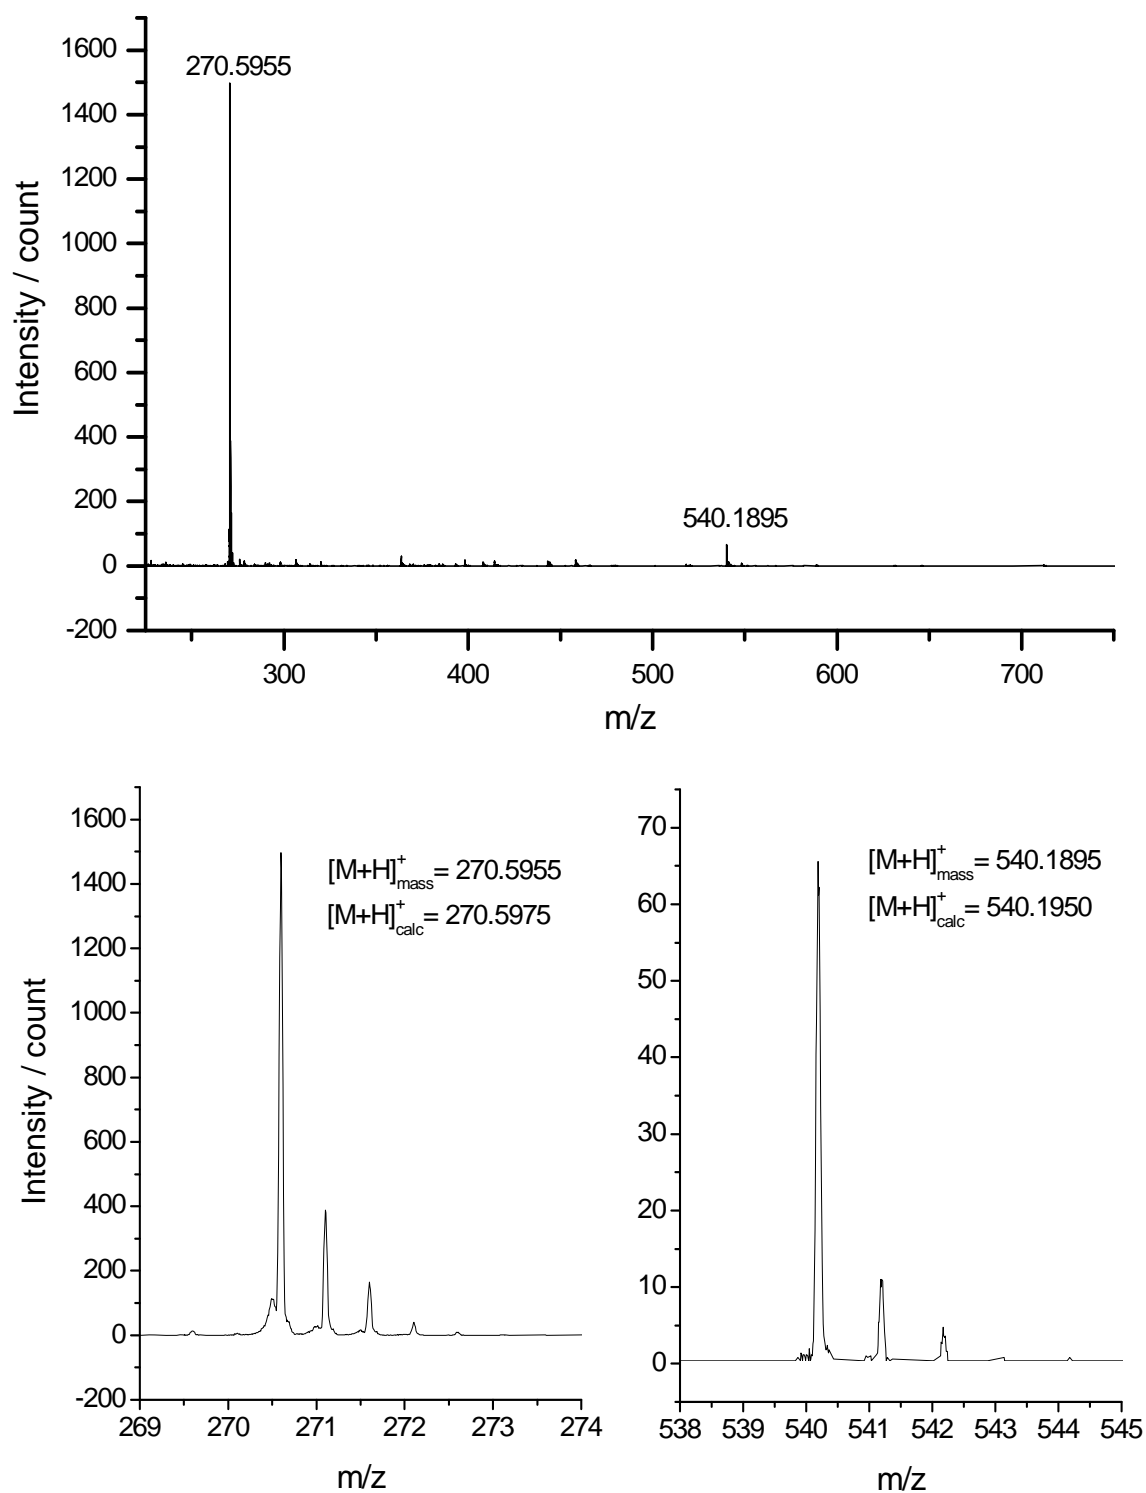 1600
1400
1200
1000
800
600
400
200
0
-200
Intensity / count
270.5955
540.1895
300 400 500 600 700
m/z
1600
1400
1200
1000
800
600
400
200
0
-200
Intensity / count
[M+H]+mass= 270.5955
[M+H]+calc= 270.5975
269 270 271 272 273 274
m/z
70
60
50
40
30
20
10
0
[M+H]+mass= 540.1895
[M+H]+calc= 540.1950
538 539 540 541 542 543 544 545
m/z